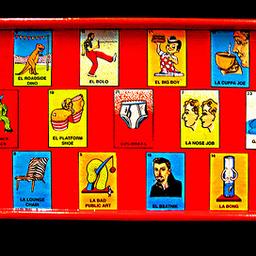 EL ROADSIDE
DINO
EL BOLO
EL BIG BOY
LA CUPPA JOE
EL PLATFORM
SHOE
LA NOSE JOB
LA LOUNGE
CHAIR
LA BAD
PUBLIC ART
EL BEATNIK
LA BONG